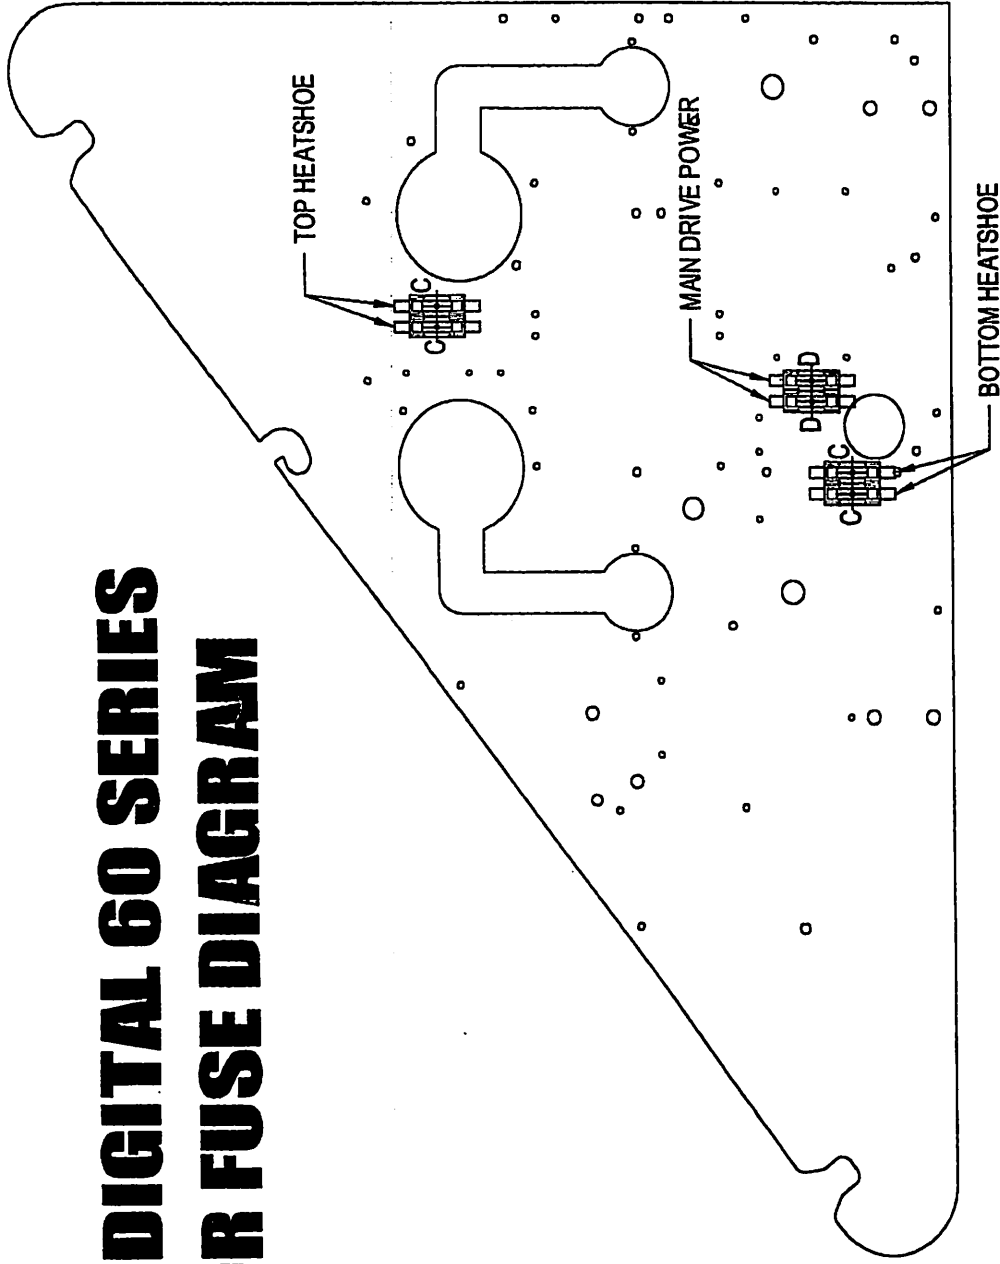 DIGITAL 60 SERIES
R FUSE DIAGRAM
TOP HEATSHOE
C C
MAIN DRIVE POWER
D D
C C
BOTTOM HEATSHOE